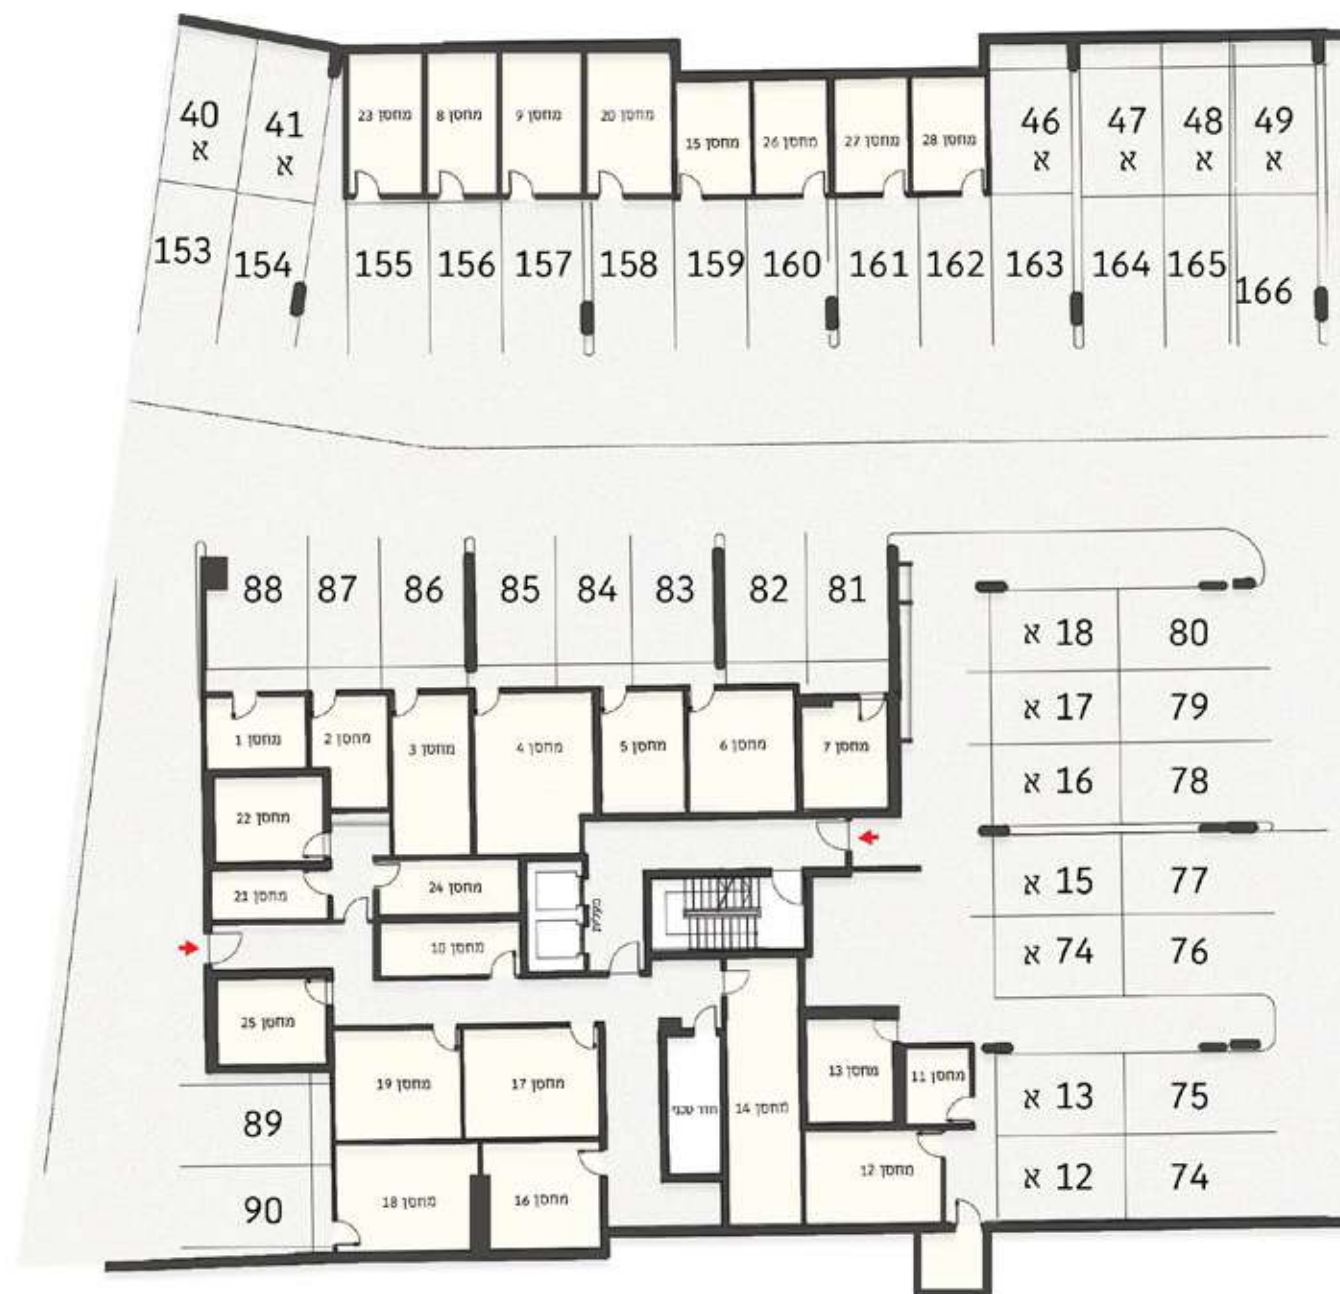 40
א
41
א
מחסן 23
מחסן 8
מחסן 9
מחסן 20
מחסן 15
מחסן 26
מחסן 27
מחסן 28
46
א
47
א
48
א
49
א
153
154
155
156
157
158
159
160
161
162
163
164
165
166
88
87
86
85
84
83
82
81
א 18
80
א 17
79
א 16
78
א 15
77
א 74
76
א 13
75
א 12
74
מחסן 1
מחסן 2
מחסן 3
מחסן 4
מחסן 5
מחסן 6
מחסן 7
מחסן 22
מחסן 21
מחסן 24
מחסן 10
מעליות
מחסן 25
מחסן 19
מחסן 17
חדר טכני
מחסן 14
מחסן 13
מחסן 11
מחסן 12
89
90
מחסן 18
מחסן 16